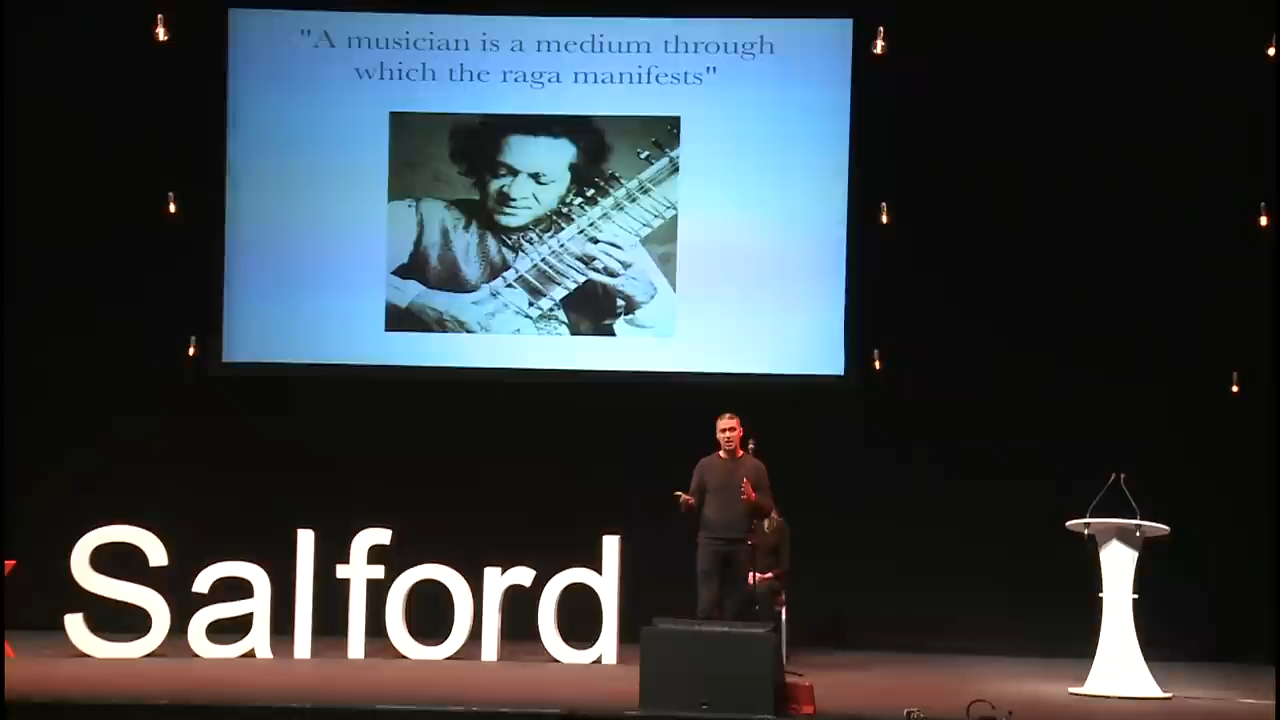 "A musician is a medium through
which the raga manifests"
x Salford